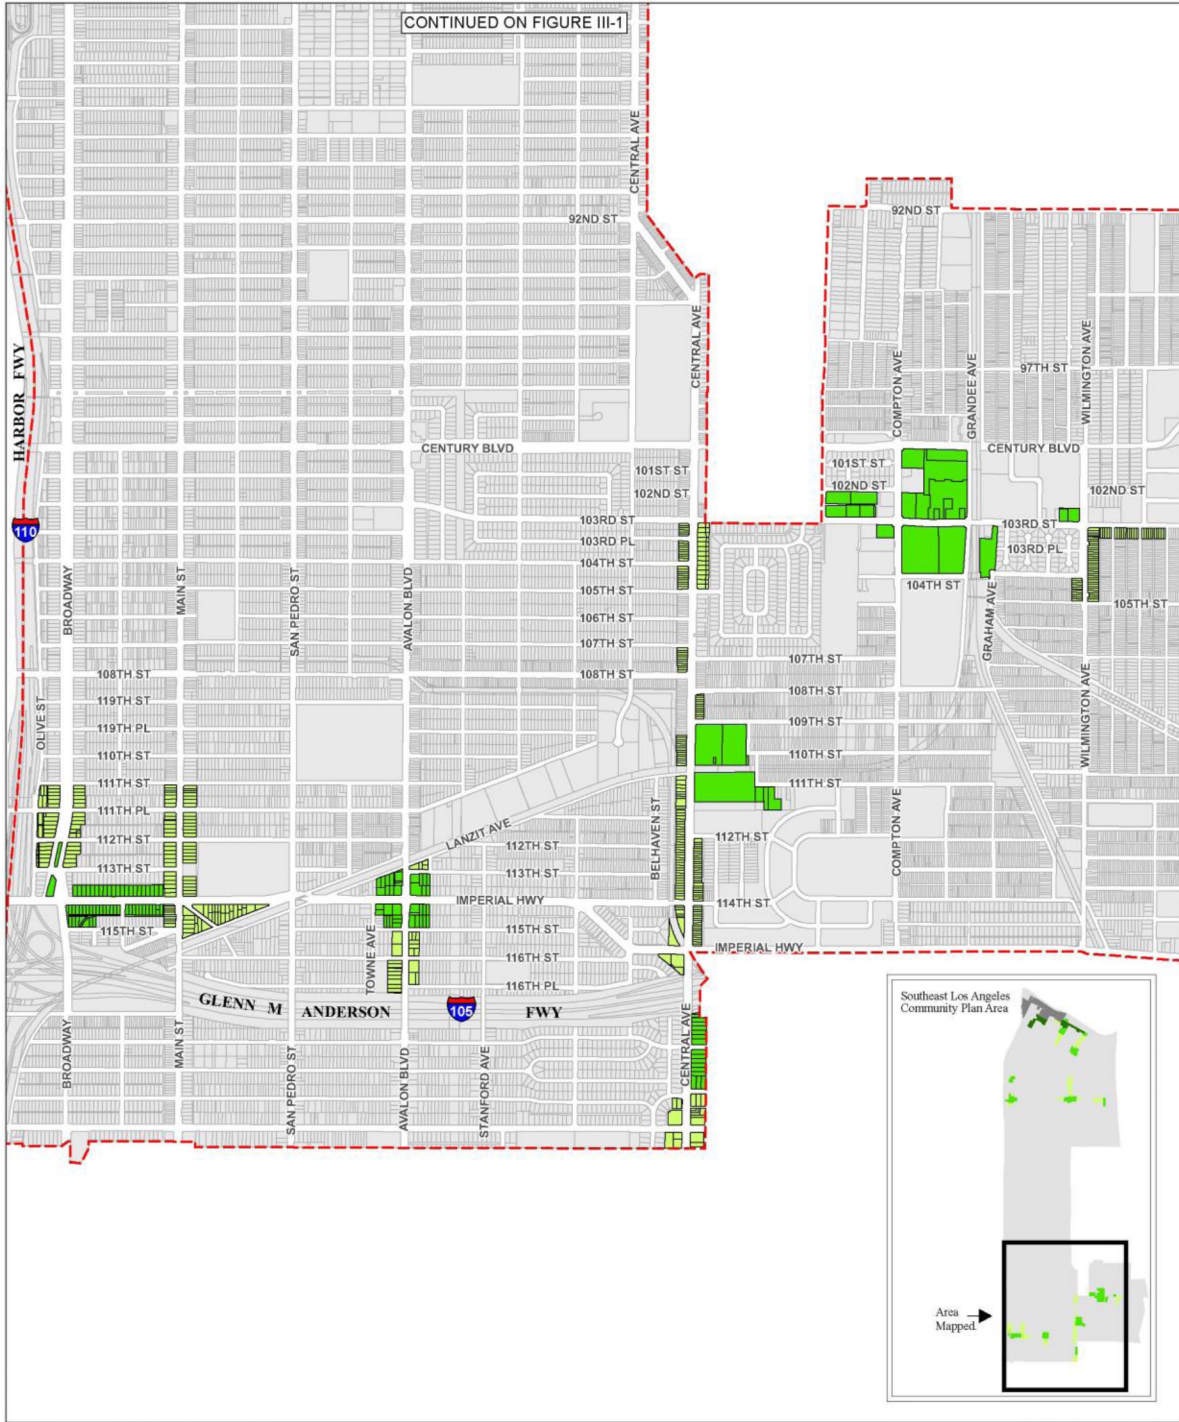 CONTINUED ON FIGURE III-1
CENTRAL AVE
92ND ST
92ND ST
HARBOR FWY
CENTRAL AVE
COMPTON AVE
GRANDEE AVE
WILMINGTON AVE
97TH ST
CENTURY BLVD
CENTURY BLVD
101ST ST
101ST ST
102ND ST
102ND ST
102ND ST
110
103RD ST
103RD ST
103RD PL
103RD PL
104TH ST
104TH ST
105TH ST
105TH ST
BROADWAY
MAIN ST
SAN PEDRO ST
AVALON BLVD
106TH ST
GRAHAM AVE
107TH ST
107TH ST
108TH ST
108TH ST
108TH ST
OLIVE ST
119TH ST
109TH ST
WILMINGTON AVE
119TH PL
110TH ST
110TH ST
111TH ST
111TH ST
111TH PL
COMPTON AVE
LANZIT AVE
BELHAVEN ST
112TH ST
112TH ST
112TH ST
113TH ST
113TH ST
IMPERIAL HWY
114TH ST
115TH ST
115TH ST
TOWNE AVE
IMPERIAL HWY
116TH ST
116TH PL
GLENN M ANDERSON FWY
105
CENTRAL AVE
BROADWAY
MAIN ST
SAN PEDRO ST
AVALON BLVD
STANFORD AVE
Southeast Los Angeles
Community Plan Area
Area
Mapped